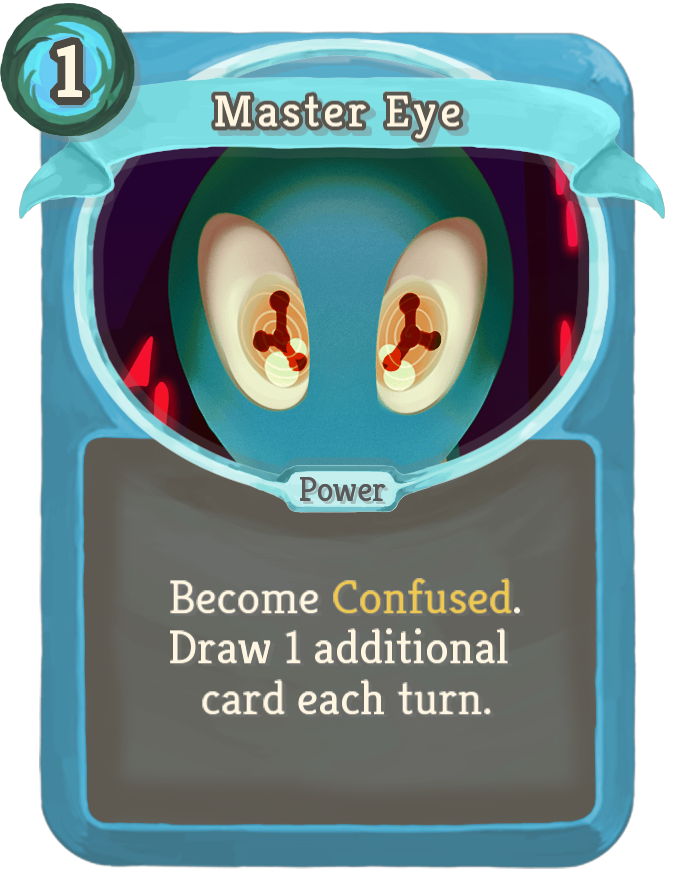 1
Master Eye
Power
Become Confused.
Draw 1 additional
card each turn.